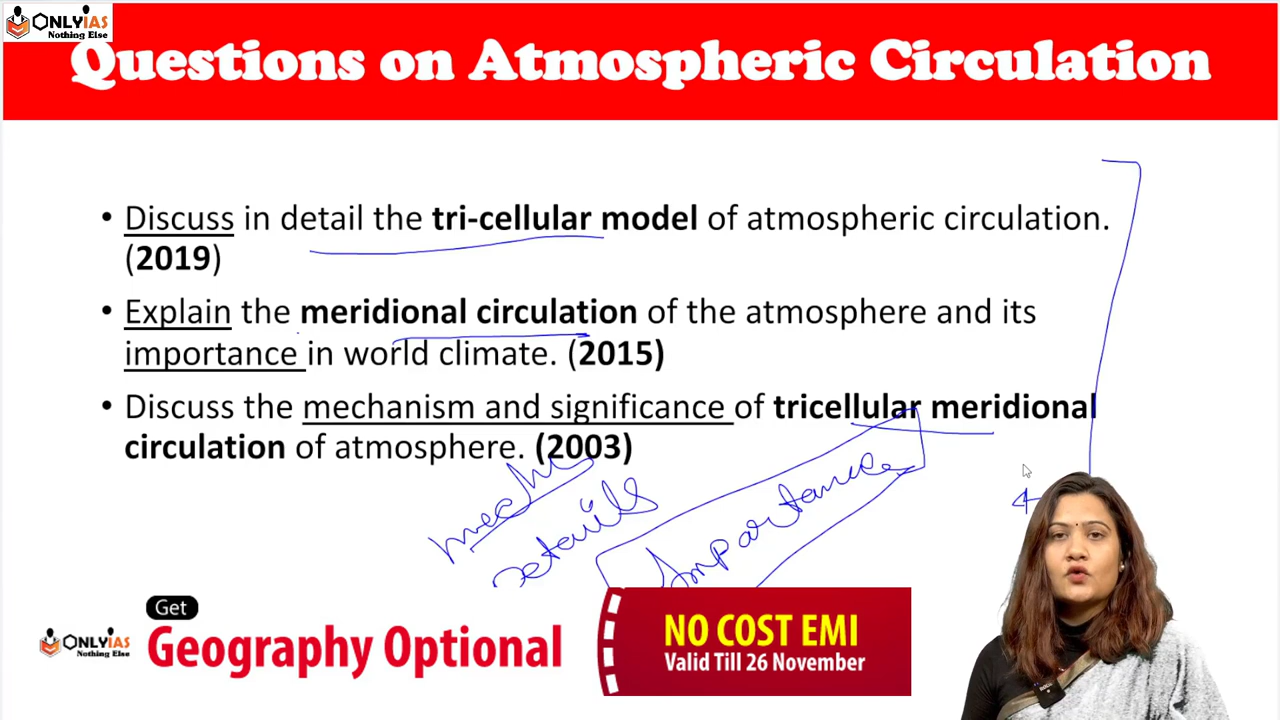 ONLYIAS
Nothing Else
Questions on Atmospheric Circulation
• Discuss in detail the tri-cellular model of atmospheric circulation.
(2019)
• Explain the meridional circulation of the atmosphere and its
importance in world climate. (2015)
• Discuss the mechanism and significance of tricellular meridional
circulation of atmosphere. (2003)
details
Importance
Get
ONLYIAS
Nothing Else
Geography Optional
NO COST EMI
Valid Till 26 November